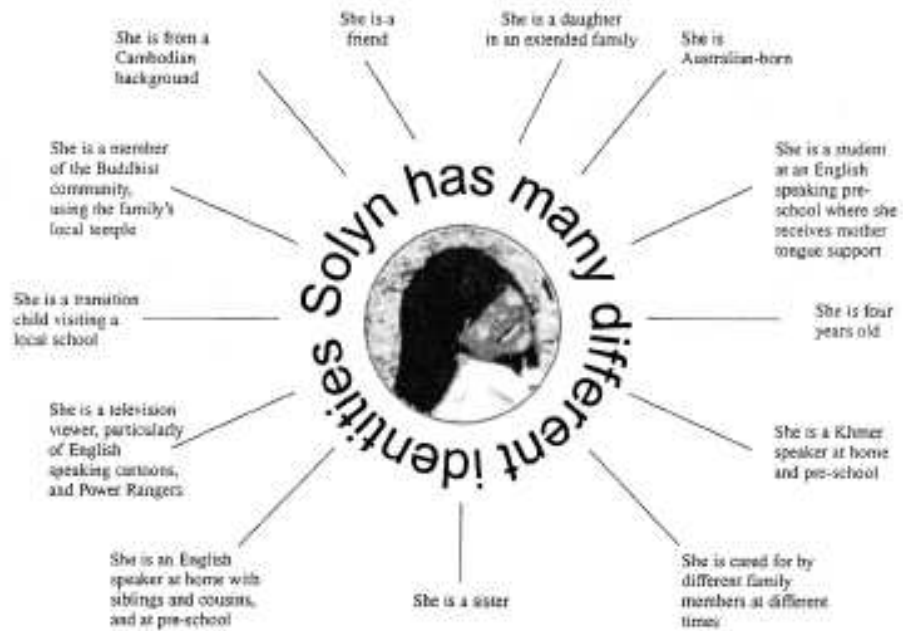 Solyn has many different identities
She is a
friend
She is a daughter
in an extended family
She is
Australian-born
She is a student
at an English
speaking pre-
school where she
receives mother
tongue support
She is four
years old
She is a Khmer
speaker at home
and pre-school
She is cared for by
different family
members at different
times
She is a sister
She is an English
speaker at home with
siblings and cousins,
and at pre-school
She is a television
viewer, particularly
of English
speaking cartoons,
and Power Rangers
She is a transition
child visiting a
local school
She is a member
of the Buddhist
community,
using the family's
local temple
She is from a
Cambodian
background